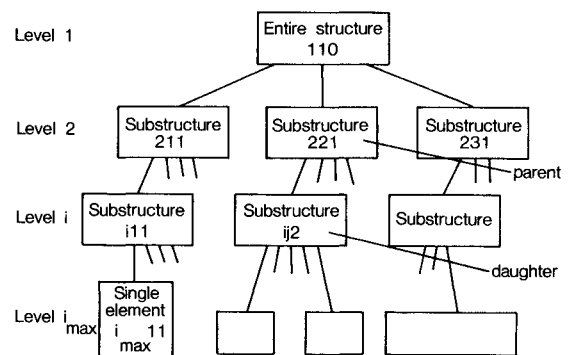 Level 1
Entire structure
110
Level 2
Substructure
211
Substructure
221
Substructure
231
parent
Level i
Substructure
i11
Substructure
ij2
Substructure
daughter
Level i max
Single
element
i max 11